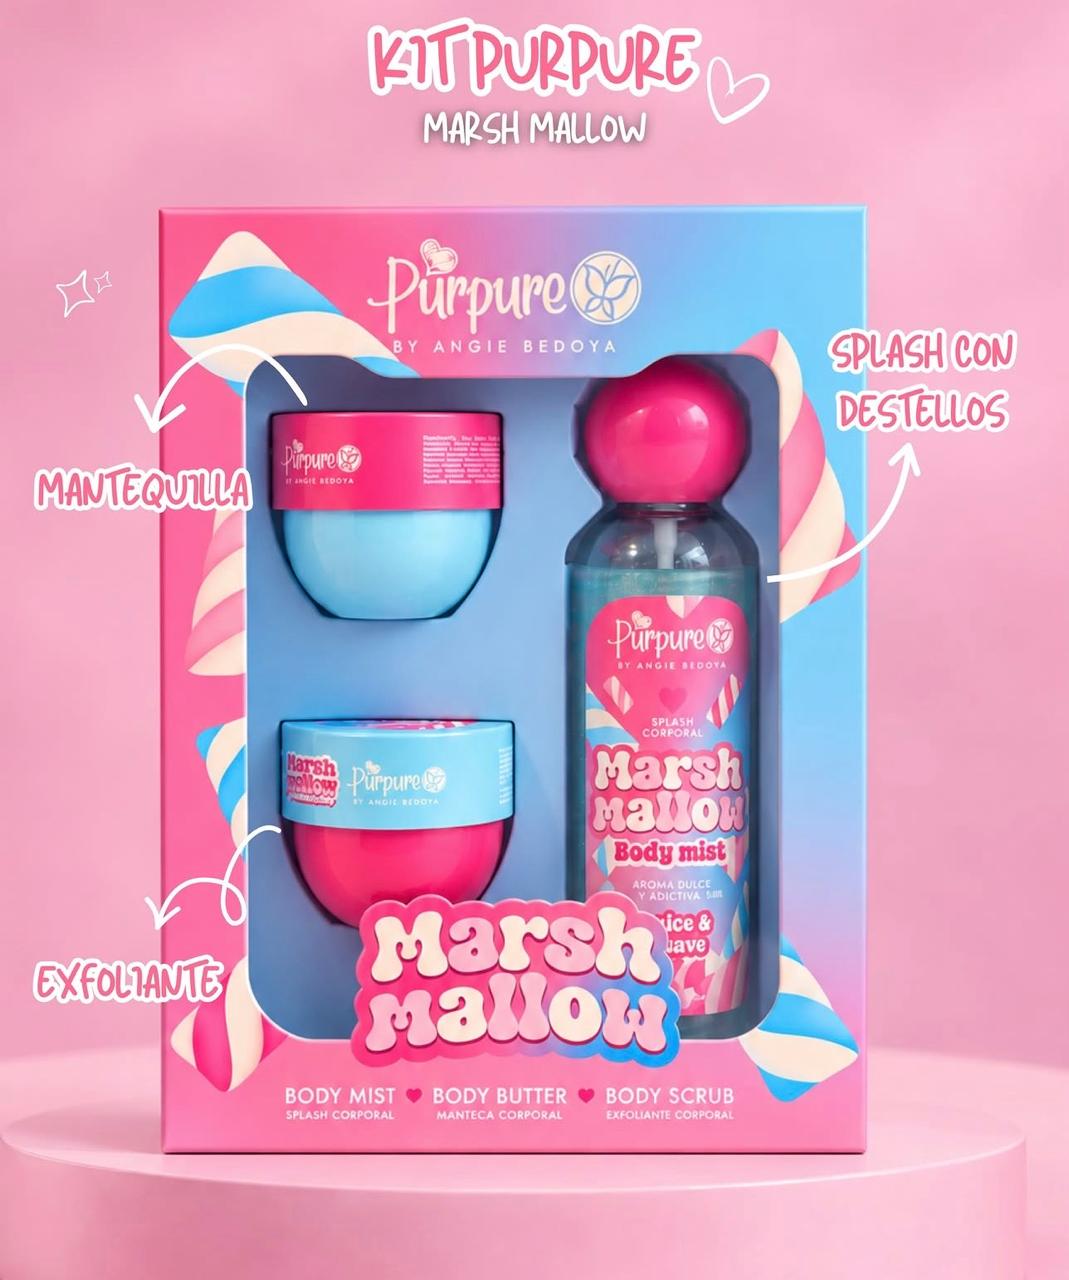 KIT PURPURE
MARSH MALLOW
Purpure
BY ANGIE BEDOYA
SPLASH CON
DESTELLOS
MANTEQUILLA
Purpure
BY ANGIE BEDOYA
Purpure
BY ANGIE BEDOYA
SPLASH
CORPORAL
Marsh
mallow
Body mist
AROMA DULCE
Y ADICTIVA
Marsh
mallow
Purpure
BY ANGIE BEDOYA
EXFOLIANTE
Marsh
mallow
BODY MIST BODY BUTTER BODY SCRUB
SPLASH CORPORAL MANTECA CORPORAL EXFOLIANTE CORPORAL